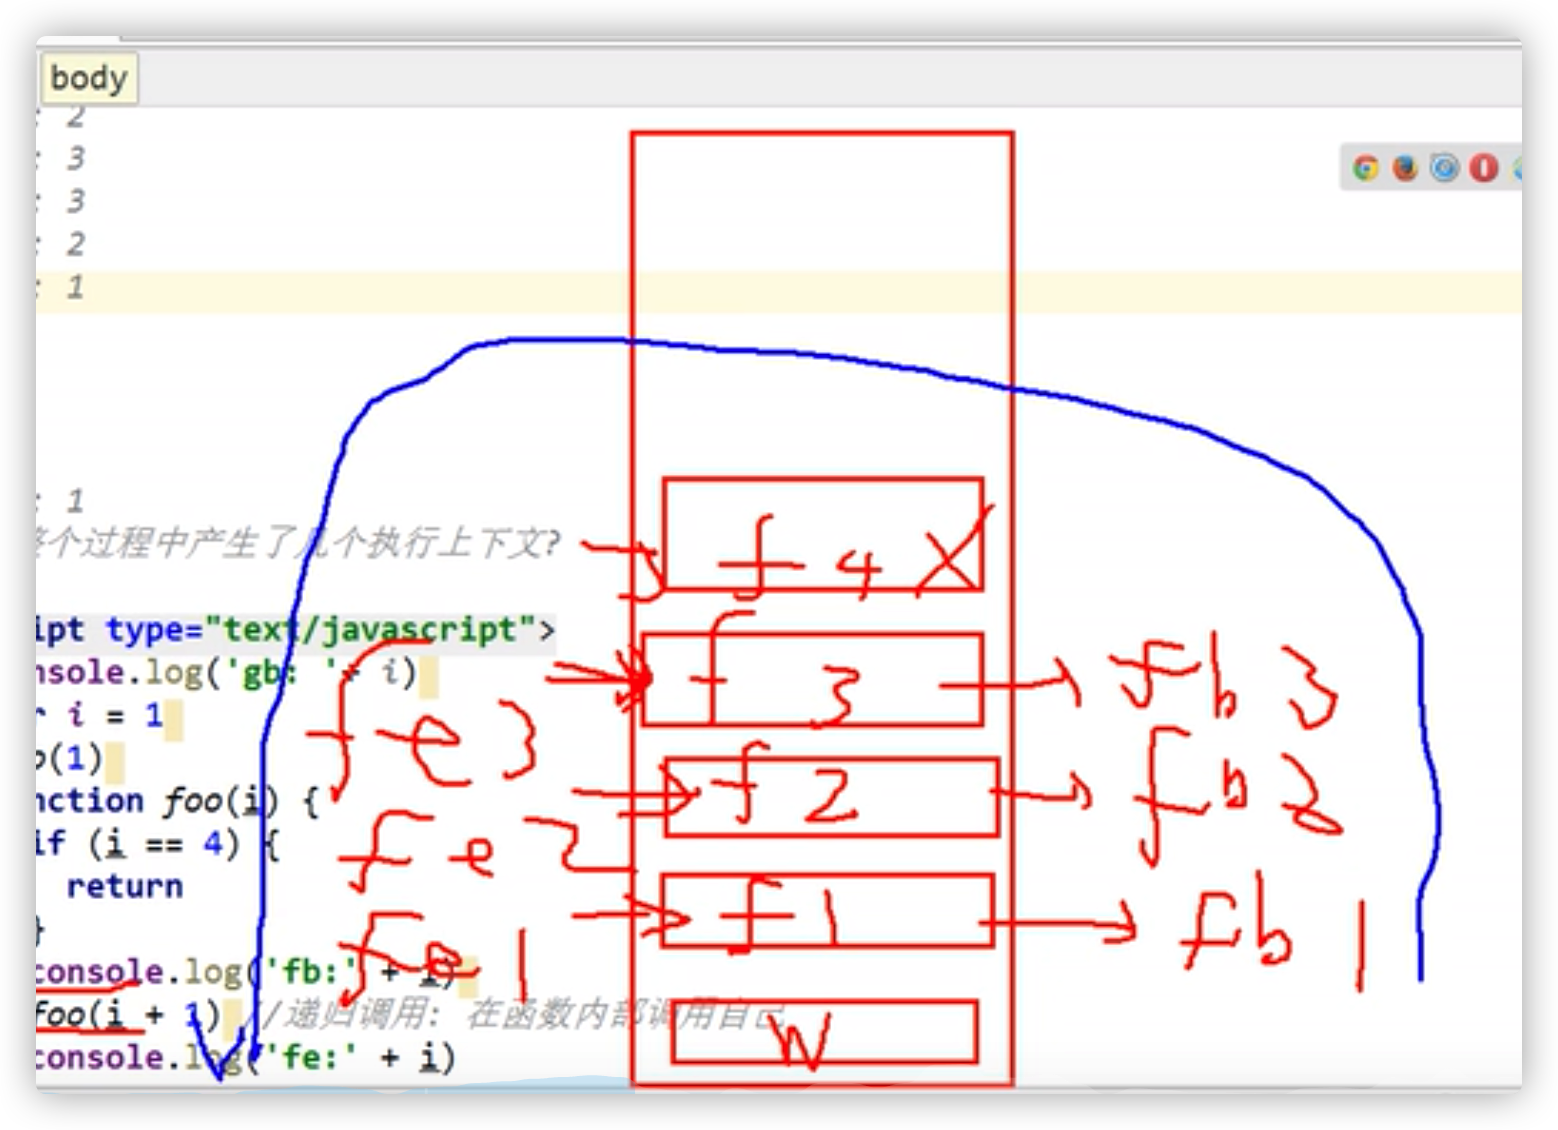 body
: 2
: 3
: 3
: 2
: 1
: 1
整个过程中产生了几个执行上下文?
ipt type="text/javascript">
nsole.log('gb: '+ i)
r i = 1
o(1)
nction foo(i) {
if (i == 4) {
return
}
console.log('fb:' + i)
foo(i + 1) //递归调用: 在函数内部调用自己
console.log('fe:' + i)
f 4 X
f 3
f 2
f 1
W
fe 3
fe 2
fe 1
fb 3
fb 2
fb 1